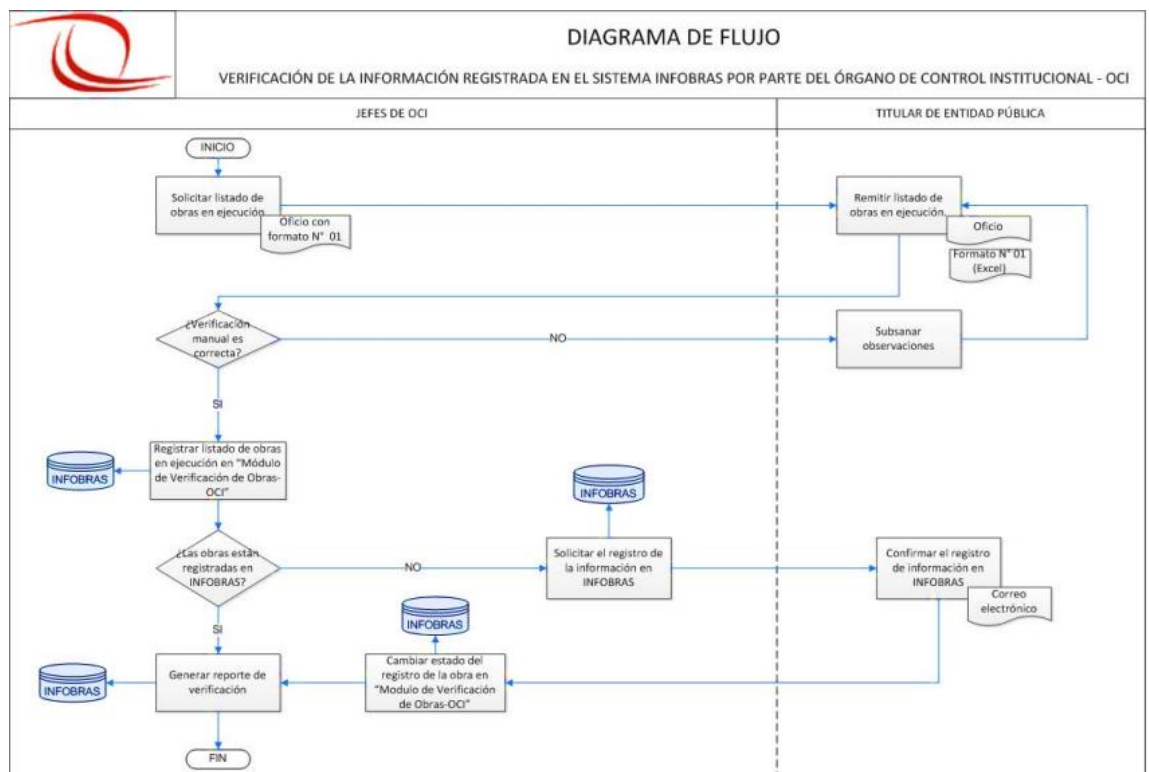 DIAGRAMA DE FLUJO
VERIFICACIÓN DE LA INFORMACIÓN REGISTRADA EN EL SISTEMA INFOBRAS POR PARTE DEL ÓRGANO DE CONTROL INSTITUCIONAL - OCI
JEFES DE OCI
TITULAR DE ENTIDAD PÚBLICA
INICIO
Solicitar listado de
obras en ejecución
Oficio con
formato N° 01
Remitir listado de
obras en ejecución.
Oficio
Formato N° 01
(Excel)
¿Verificación
manual es
correcta?
NO
Subsanar
observaciones
SI
Registrar listado de obras
en ejecución en "Módulo
de Verificación de Obras-
OCI"
INFOBRAS
INFOBRAS
¿Las obras están
registradas en
INFOBRAS?
NO
Solicitar el registro de
la información en
INFOBRAS
Confirmar el registro
de información en
INFOBRAS
Correo
electrónico
SI
INFOBRAS
Generar reporte de
verificación
INFOBRAS
Cambiar estado del
registro de la obra en
"Modulo de Verificación
de Obras-OCI"
FIN